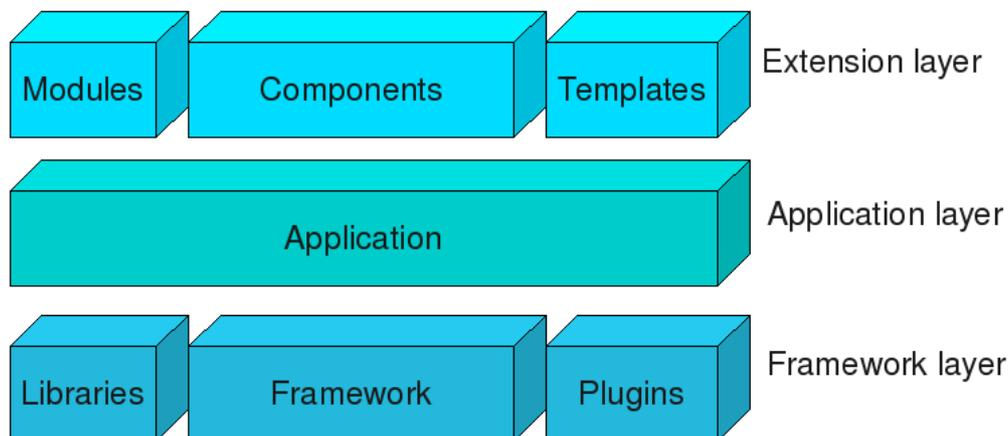 Modules
Components
Templates
Extension layer
Application
Application layer
Libraries
Framework
Plugins
Framework layer